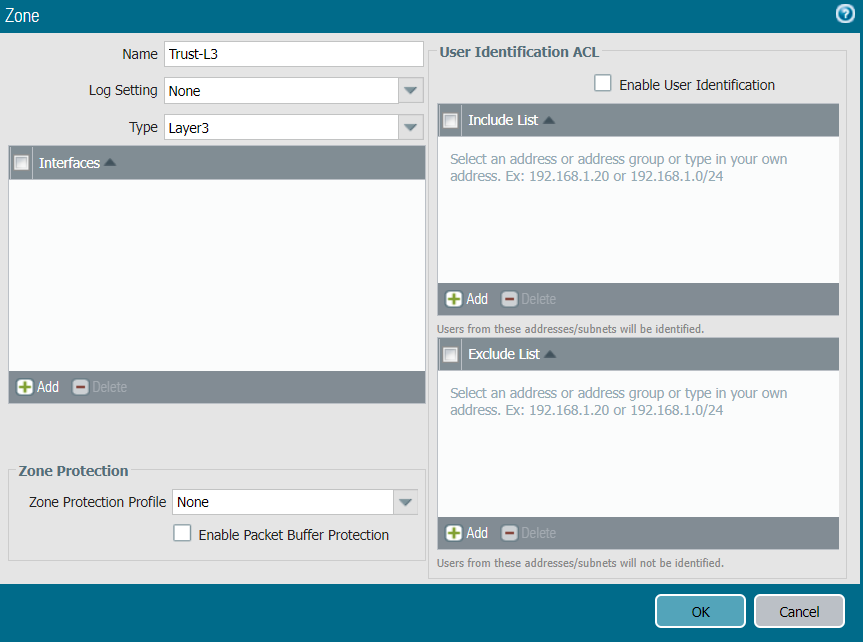 Zone
Name Trust-L3
Log Setting None
Type Layer3
Interfaces
Add Delete
Zone Protection
Zone Protection Profile None
Enable Packet Buffer Protection
User Identification ACL
Enable User Identification
Include List
Select an address or address group or type in your own
address. Ex: 192.168.1.20 or 192.168.1.0/24
Add Delete
Users from these addresses/subnets will be identified.
Exclude List
Select an address or address group or type in your own
address. Ex: 192.168.1.20 or 192.168.1.0/24
Add Delete
Users from these addresses/subnets will not be identified.
OK Cancel